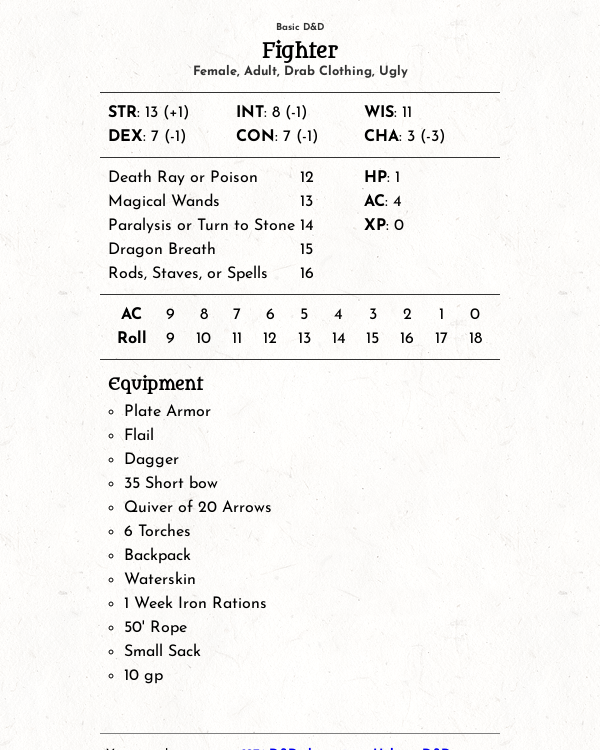 Basic D&D
Fighter
Female, Adult, Drab Clothing, Ugly
STR: 13 (+1) INT: 8 (-1) WIS: 11
DEX: 7 (-1) CON: 7 (-1) CHA: 3 (-3)
Death Ray or Poison 12 HP: 1
Magical Wands 13 AC: 4
Paralysis or Turn to Stone 14 XP: 0
Dragon Breath 15
Rods, Staves, or Spells 16
AC 9 8 7 6 5 4 3 2 1 0
Roll 9 10 11 12 13 14 15 16 17 18
Equipment
Plate Armor
Flail
Dagger
35 Short bow
Quiver of 20 Arrows
6 Torches
Backpack
Waterskin
1 Week Iron Rations
50' Rope
Small Sack
10 gp